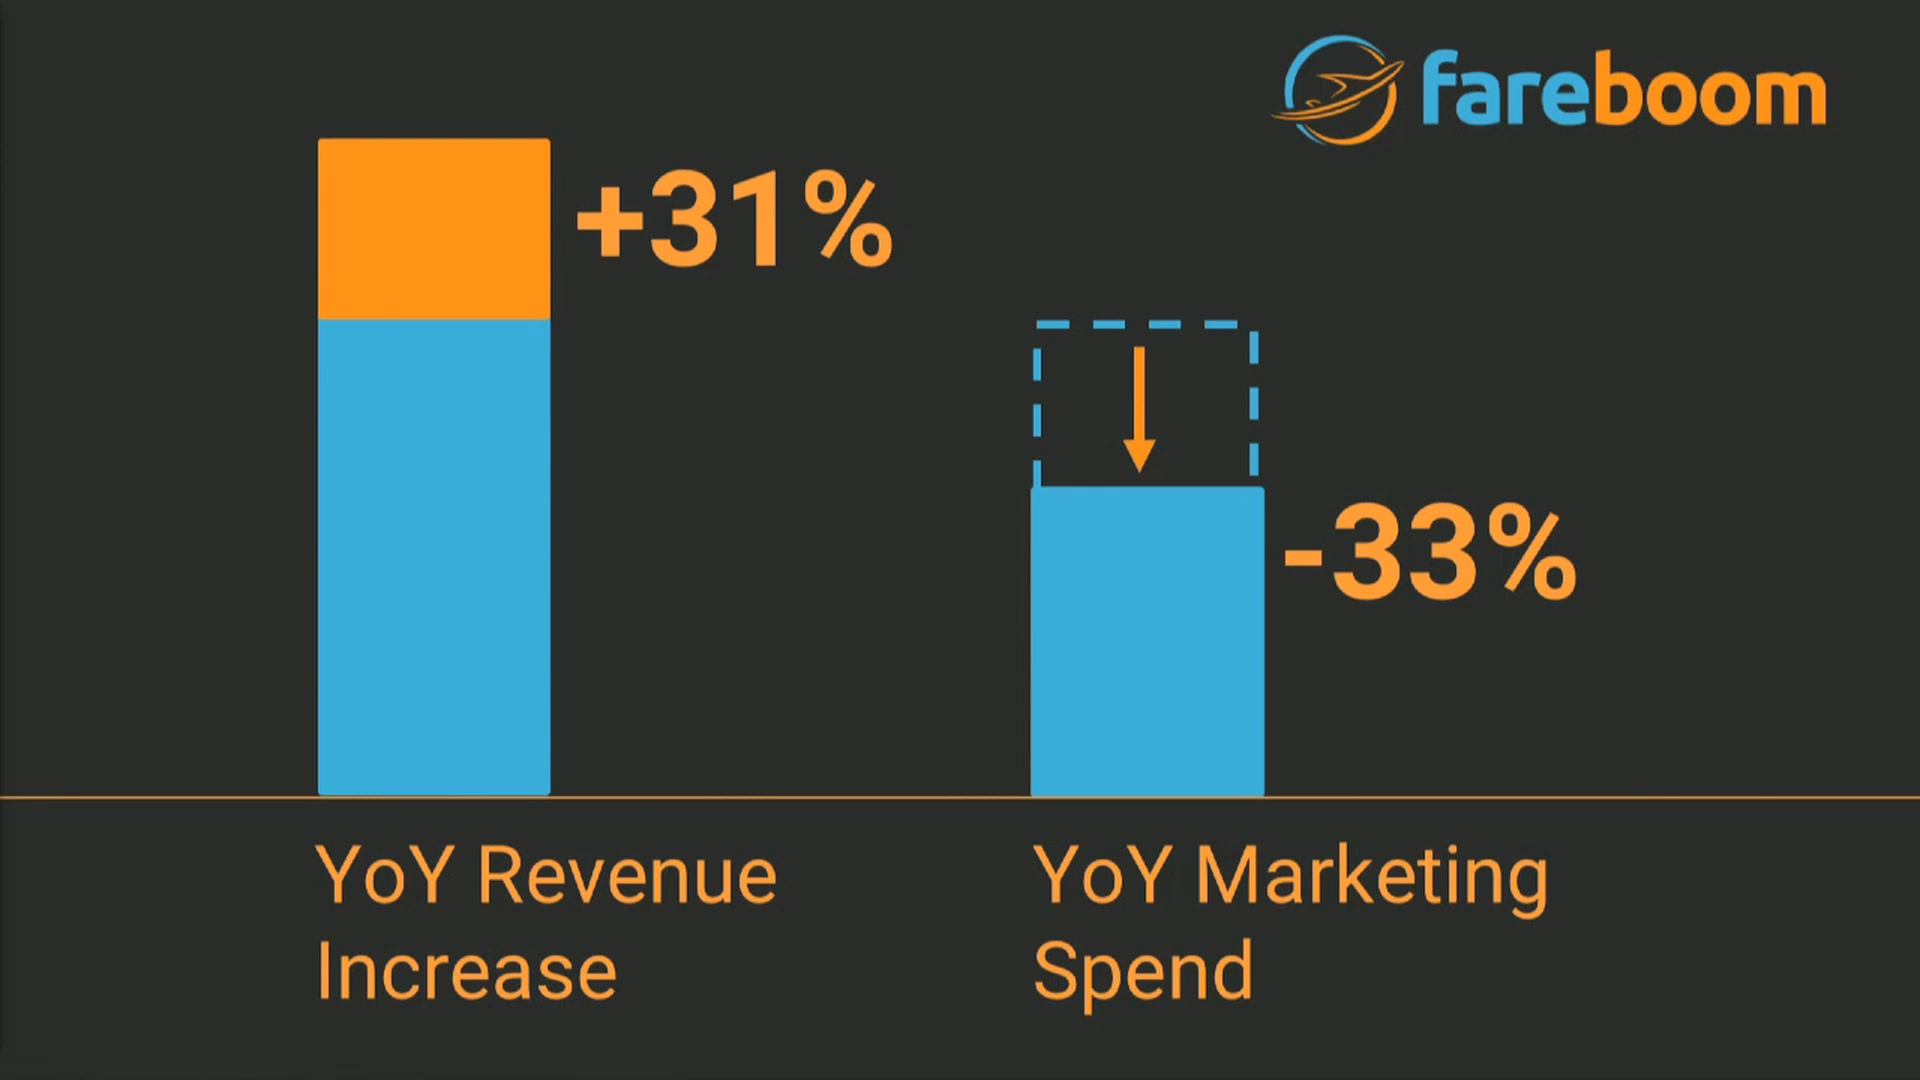 fareboom
+31%
-33%
YoY Revenue
Increase
YoY Marketing
Spend